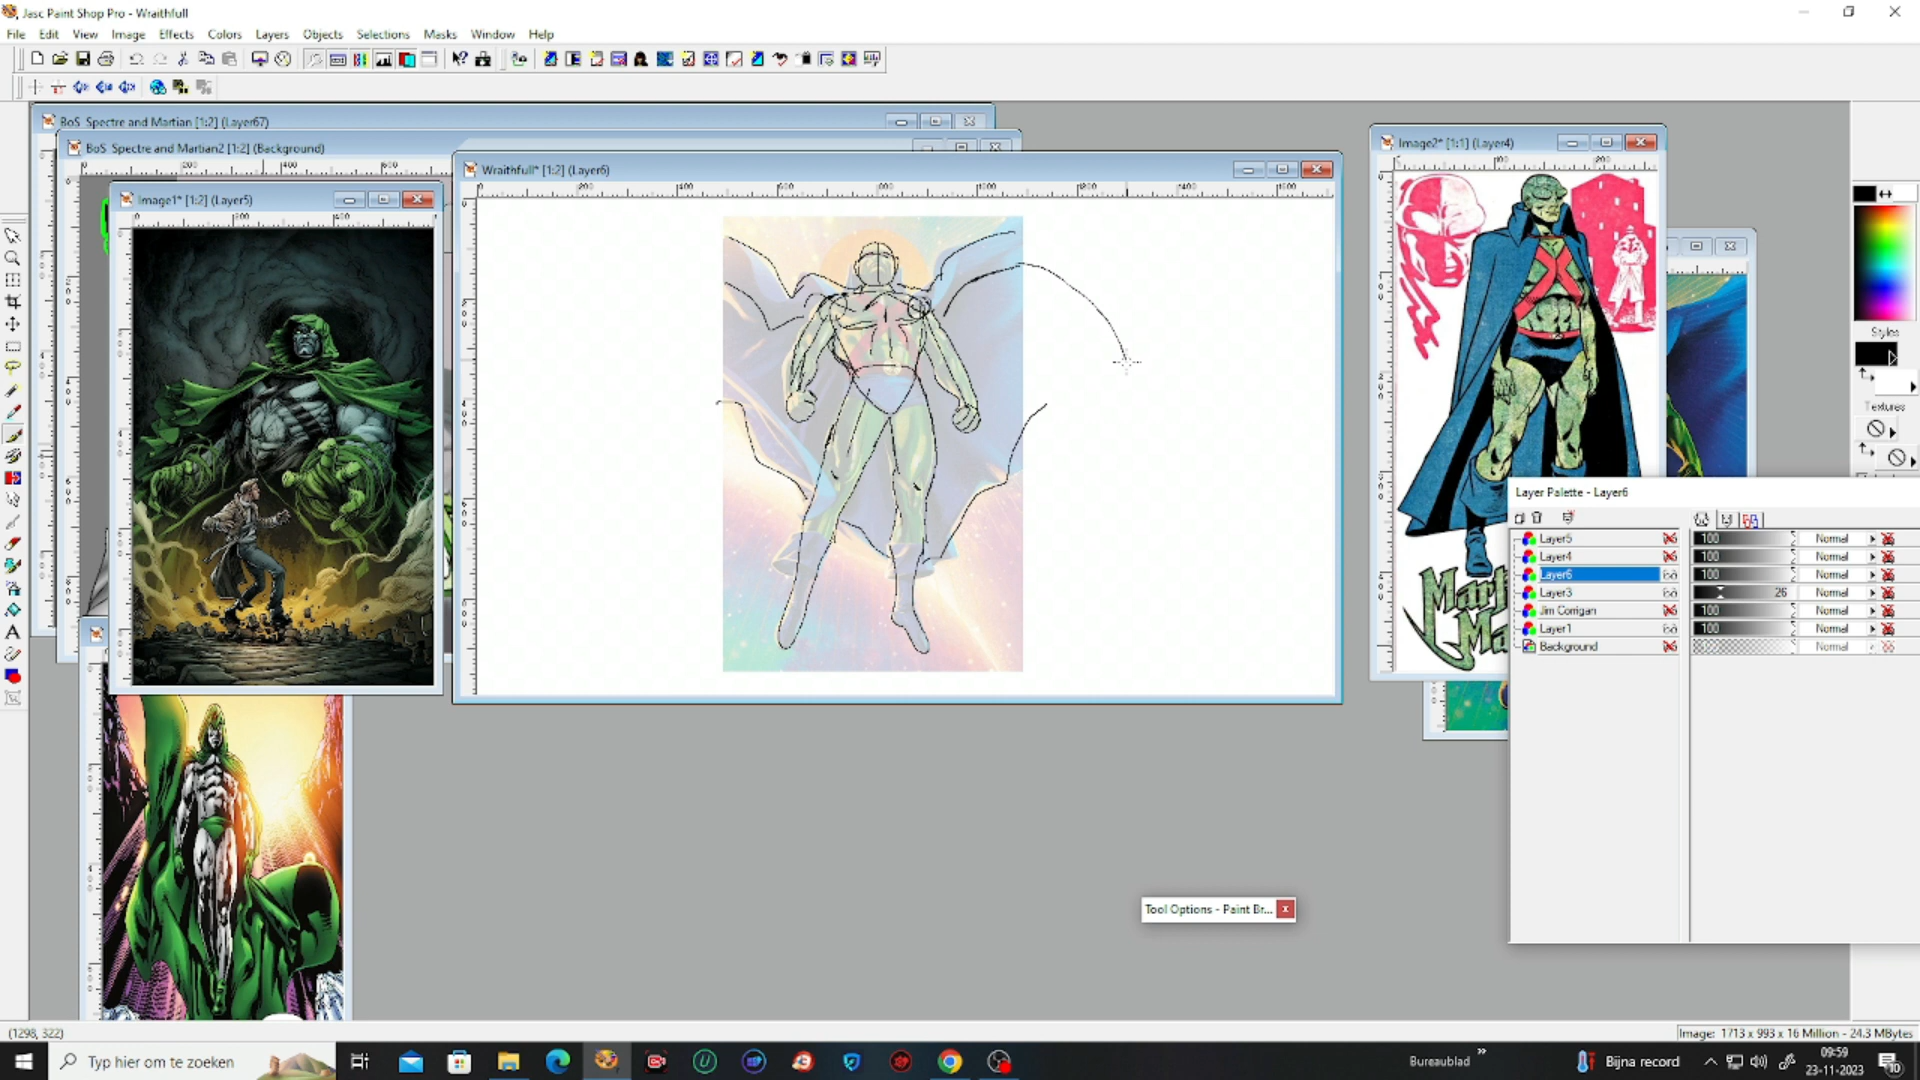 Jasc Paint Shop Pro - Wraithfull
File Edit View Image Effects Colors Layers Objects Selections Masks Window Help
BoS Spectre and Martian [1:2] (Layer67)
BoS Spectre and Martian2 [1:2] (Background)
Image1* [1:2] (Layer5)
Wraithfull* [1:2] (Layer6)
Image2* [1:1] (Layer4)
Styles
Textures
Layer Palette - Layer6
Layer5 100 Normal
Layer4 100 Normal
Layer6 100 Normal
Layer3 26 Normal
Jim Corrigan 100 Normal
Layer1 100 Normal
Background Normal
Tool Options - Paint Br...
(1298, 322)
Image: 1713 x 993 x 16 Million - 24.3 MBytes
Typ hier om te zoeken
Bureaublad
Bijna record
09:59
23-11-2023
10